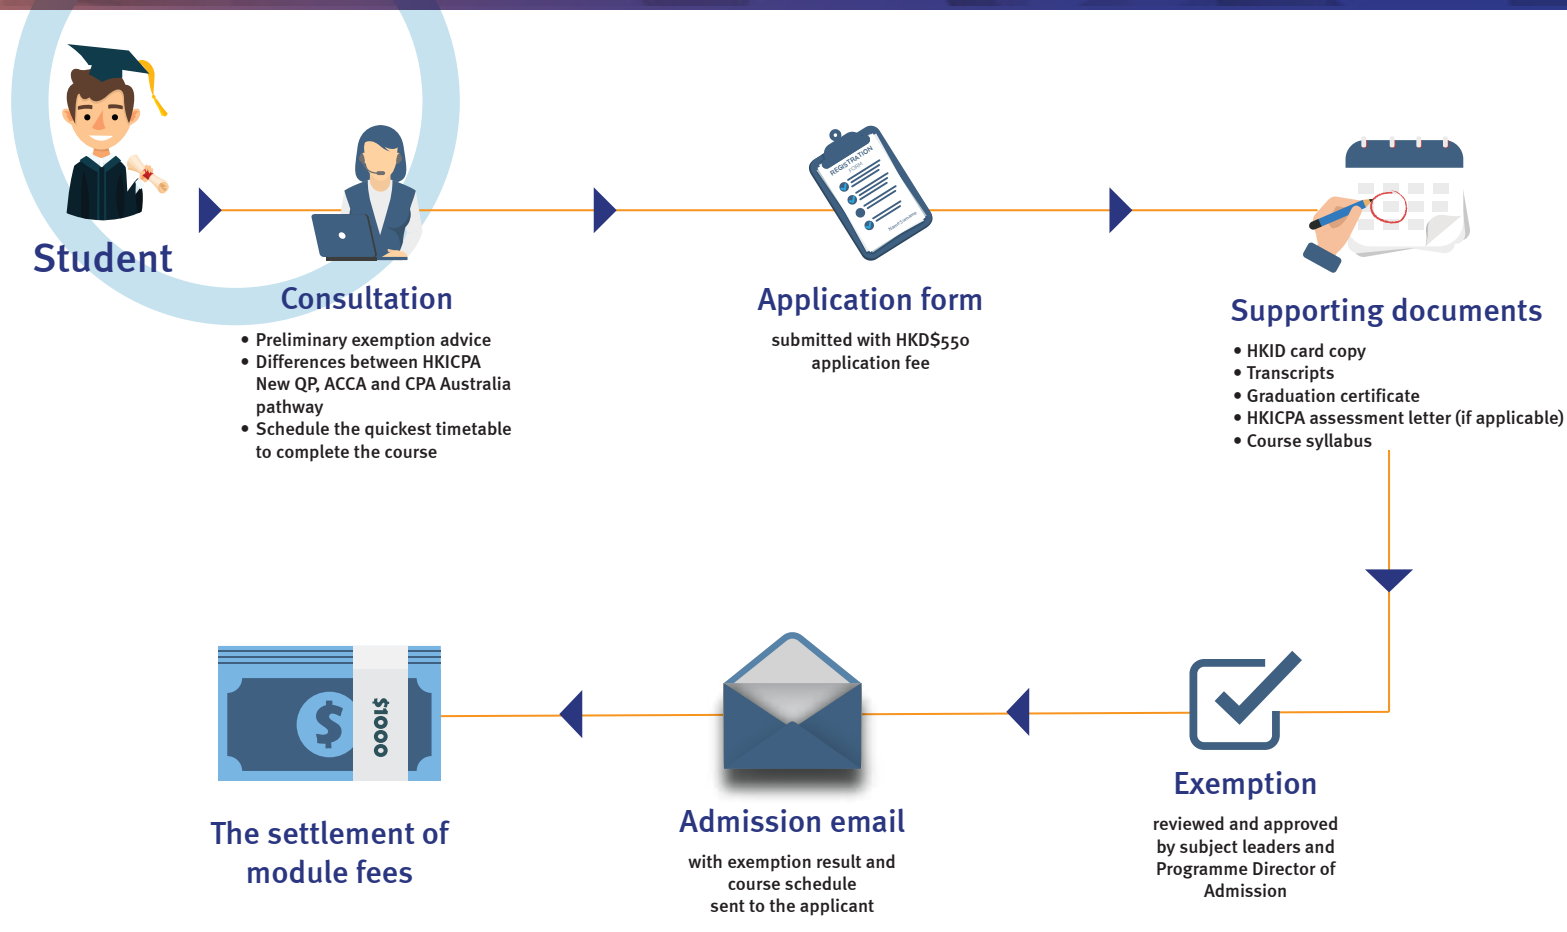 Student
Consultation
• Preliminary exemption advice
• Differences between HKICPA
New QP, ACCA and CPA Australia
pathway
• Schedule the quickest timetable
to complete the course
REGISTRATION
FORM
Application form
submitted with HKD$550
application fee
Supporting documents
• HKID card copy
• Transcripts
• Graduation certificate
• HKICPA assessment letter (if applicable)
• Course syllabus
Exemption
reviewed and approved
by subject leaders and
Programme Director of
Admission
Admission email
with exemption result and
course schedule
sent to the applicant
$
$1000
The settlement of
module fees